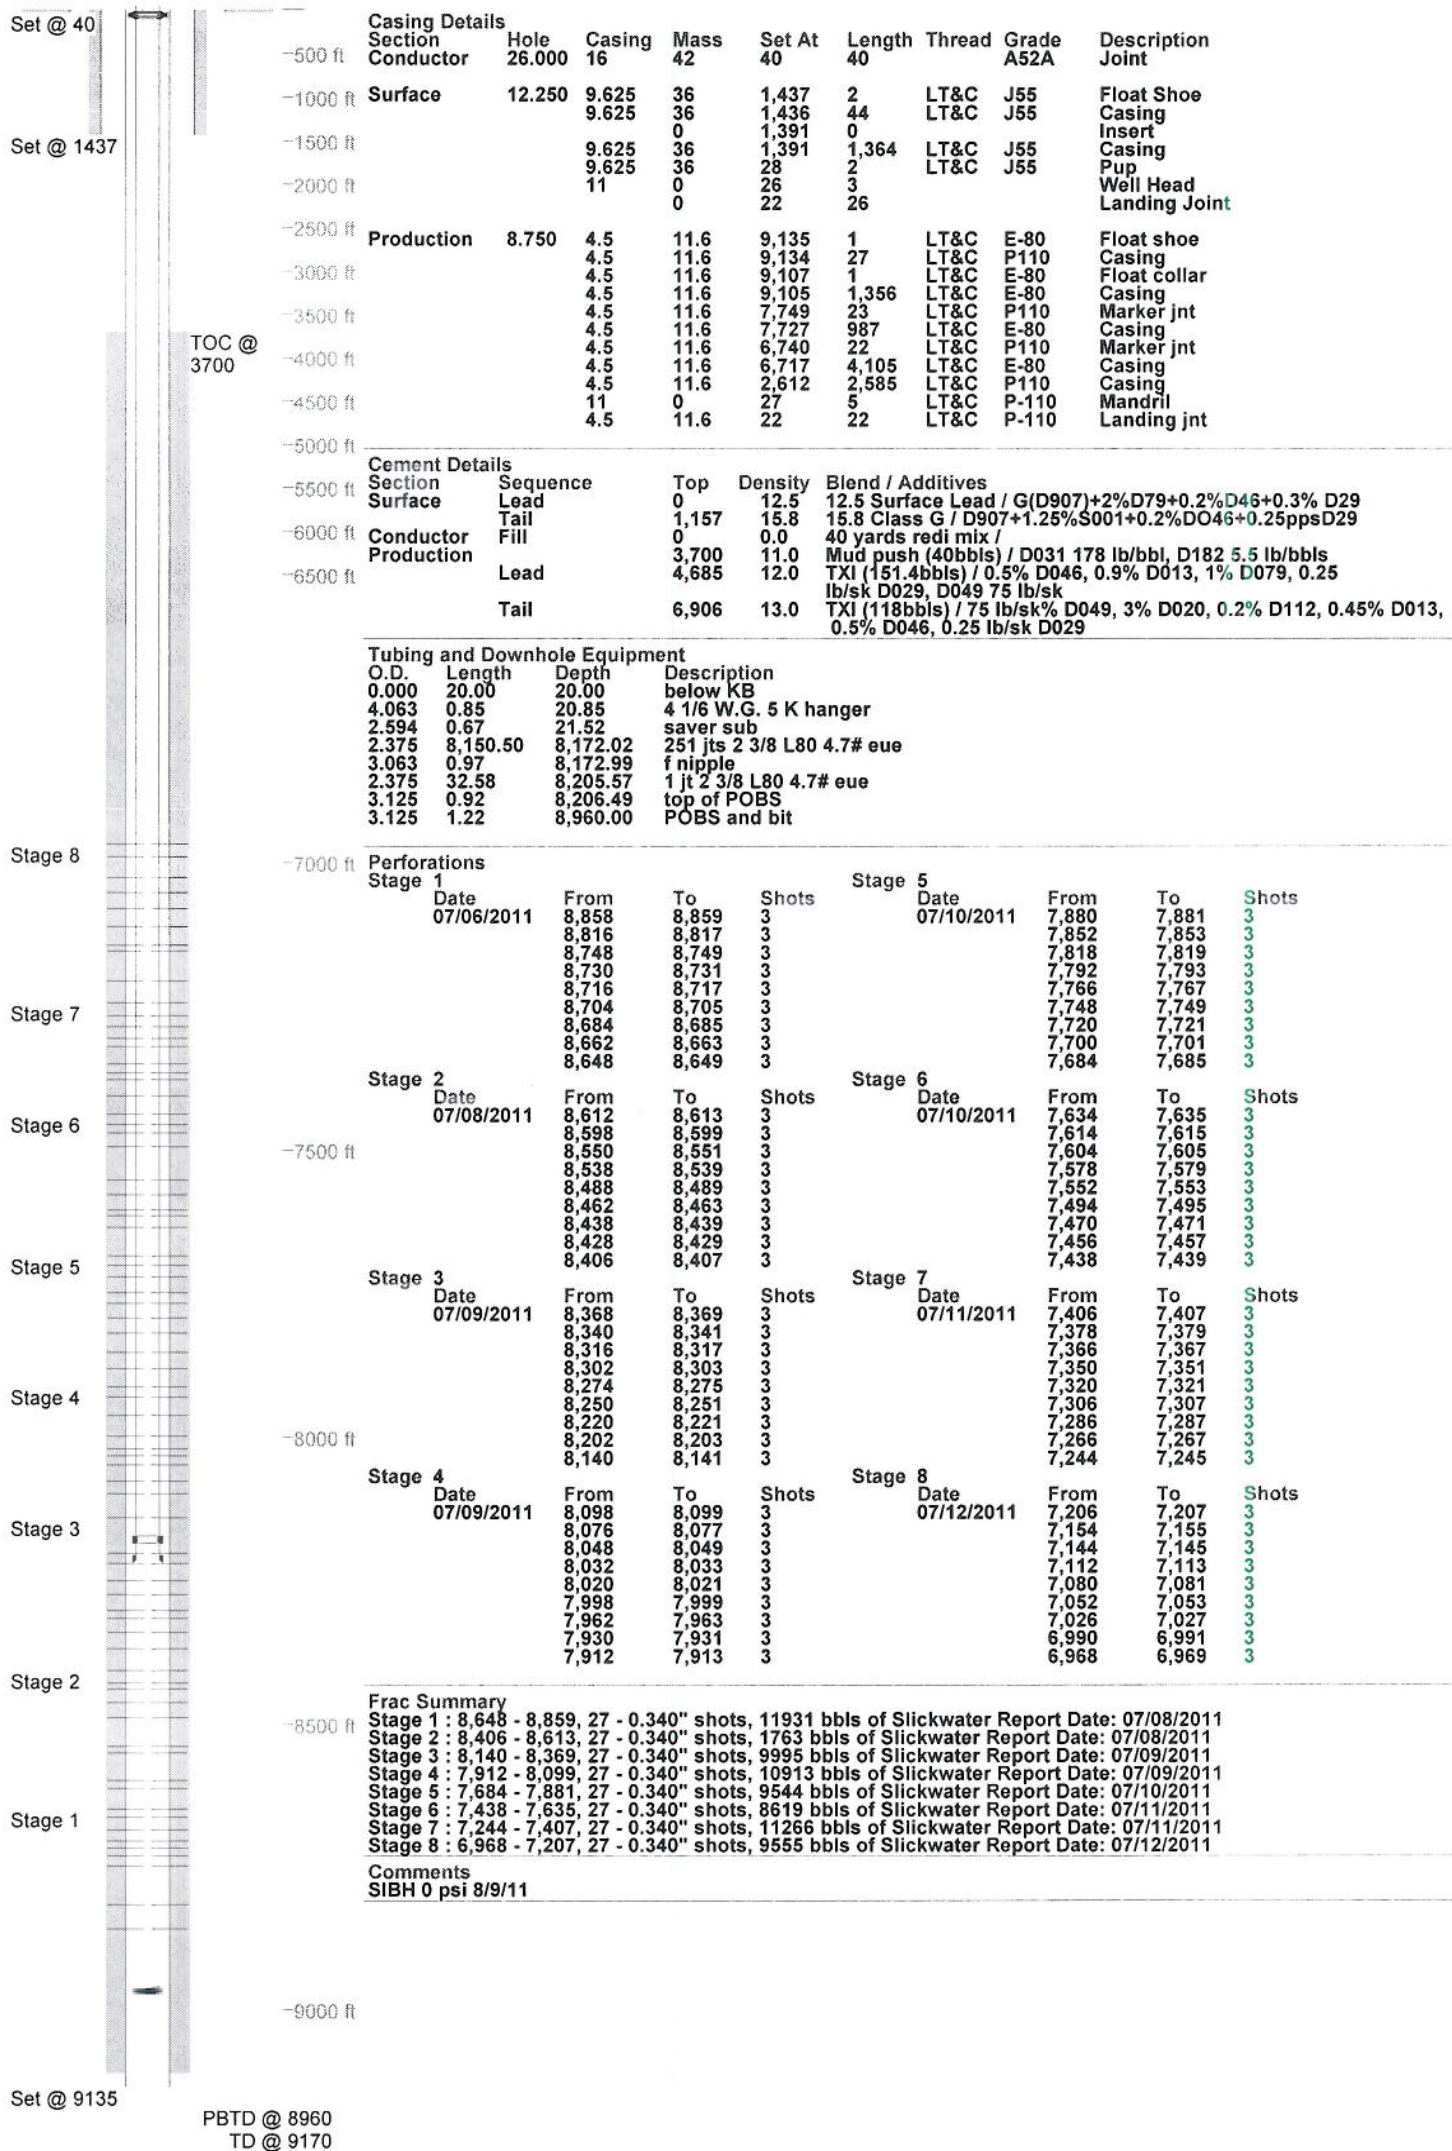 Set @ 40
Set @ 1437
TOC @
3700
Stage 8
Stage 7
Stage 6
Stage 5
Stage 4
Stage 3
Stage 2
Stage 1
Set @ 9135
PBTD @ 8960
TD @ 9170
-500 ft
-1000 ft
-1500 ft
-2000 ft
-2500 ft
-3000 ft
-3500 ft
-4000 ft
-4500 ft
-5000 ft
-5500 ft
-6000 ft
-6500 ft
-7000 ft
-7500 ft
-8000 ft
-8500 ft
-9000 ft
Casing Details
Section Hole Casing Mass Set At Length Thread Grade Description
Conductor 26.000 16 42 40 40 A52A Joint
Surface 12.250 9.625 36 1,437 2 LT&C J55 Float Shoe
9.625 36 1,436 44 LT&C J55 Casing
0 1,391 0 Insert
9.625 36 1,391 1,364 LT&C J55 Casing
9.625 36 28 2 LT&C J55 Pup
11 0 26 3 Well Head
0 22 26 Landing Joint
Production 8.750 4.5 11.6 9,135 1 LT&C E-80 Float shoe
4.5 11.6 9,134 27 LT&C P110 Casing
4.5 11.6 9,107 1 LT&C E-80 Float collar
4.5 11.6 9,105 1,356 LT&C E-80 Casing
4.5 11.6 7,749 23 LT&C P110 Marker jnt
4.5 11.6 7,727 987 LT&C E-80 Casing
4.5 11.6 6,740 22 LT&C P110 Marker jnt
4.5 11.6 6,717 4,105 LT&C E-80 Casing
4.5 11.6 2,612 2,585 LT&C P110 Casing
11 0 27 5 LT&C P-110 Mandril
4.5 11.6 22 22 LT&C P-110 Landing jnt
Cement Details
Section Sequence Top Density Blend / Additives
Surface Lead 0 12.5 12.5 Surface Lead / G(D907)+2%D79+0.2%D46+0.3% D29
Tail 1,157 15.8 15.8 Class G / D907+1.25%S001+0.2%DO46+0.25ppsD29
Conductor Fill 0 0.0 40 yards redi mix /
Production 3,700 11.0 Mud push (40bbls) / D031 178 lb/bbl, D182 5.5 lb/bbls
Lead 4,685 12.0 TXI (151.4bbls) / 0.5% D046, 0.9% D013, 1% D079, 0.25
lb/sk D029, D049 75 lb/sk
Tail 6,906 13.0 TXI (118bbls) / 75 lb/sk% D049, 3% D020, 0.2% D112, 0.45% D013,
0.5% D046, 0.25 lb/sk D029
Tubing and Downhole Equipment
O.D. Length Depth Description
0.000 20.00 20.00 below KB
4.063 0.85 20.85 4 1/6 W.G. 5 K hanger
2.594 0.67 21.52 saver sub
2.375 8,150.50 8,172.02 251 jts 2 3/8 L80 4.7# eue
3.063 0.97 8,172.99 f nipple
2.375 32.58 8,205.57 1 jt 2 3/8 L80 4.7# eue
3.125 0.92 8,206.49 top of POBS
3.125 1.22 8,960.00 POBS and bit
Perforations
Stage 1
Date From To Shots
07/06/2011 8,858 8,859 3
8,816 8,817 3
8,748 8,749 3
8,730 8,731 3
8,716 8,717 3
8,704 8,705 3
8,684 8,685 3
8,662 8,663 3
8,648 8,649 3
Stage 2
Date From To Shots
07/08/2011 8,612 8,613 3
8,598 8,599 3
8,550 8,551 3
8,538 8,539 3
8,488 8,489 3
8,462 8,463 3
8,438 8,439 3
8,428 8,429 3
8,406 8,407 3
Stage 3
Date From To Shots
07/09/2011 8,368 8,369 3
8,340 8,341 3
8,316 8,317 3
8,302 8,303 3
8,274 8,275 3
8,250 8,251 3
8,220 8,221 3
8,202 8,203 3
8,140 8,141 3
Stage 4
Date From To Shots
07/09/2011 8,098 8,099 3
8,076 8,077 3
8,048 8,049 3
8,032 8,033 3
8,020 8,021 3
7,998 7,999 3
7,962 7,963 3
7,930 7,931 3
7,912 7,913 3
Stage 5
Date From To Shots
07/10/2011 7,880 7,881 3
7,852 7,853 3
7,818 7,819 3
7,792 7,793 3
7,766 7,767 3
7,748 7,749 3
7,720 7,721 3
7,700 7,701 3
7,684 7,685 3
Stage 6
Date From To Shots
07/10/2011 7,634 7,635 3
7,614 7,615 3
7,604 7,605 3
7,578 7,579 3
7,552 7,553 3
7,494 7,495 3
7,470 7,471 3
7,456 7,457 3
7,438 7,439 3
Stage 7
Date From To Shots
07/11/2011 7,406 7,407 3
7,378 7,379 3
7,366 7,367 3
7,350 7,351 3
7,320 7,321 3
7,306 7,307 3
7,286 7,287 3
7,266 7,267 3
7,244 7,245 3
Stage 8
Date From To Shots
07/12/2011 7,206 7,207 3
7,154 7,155 3
7,144 7,145 3
7,112 7,113 3
7,080 7,081 3
7,052 7,053 3
7,026 7,027 3
6,990 6,991 3
6,968 6,969 3
Frac Summary
Stage 1 : 8,648 - 8,859, 27 - 0.340" shots, 11931 bbls of Slickwater Report Date: 07/08/2011
Stage 2 : 8,406 - 8,613, 27 - 0.340" shots, 1763 bbls of Slickwater Report Date: 07/08/2011
Stage 3 : 8,140 - 8,369, 27 - 0.340" shots, 9995 bbls of Slickwater Report Date: 07/09/2011
Stage 4 : 7,912 - 8,099, 27 - 0.340" shots, 10913 bbls of Slickwater Report Date: 07/09/2011
Stage 5 : 7,684 - 7,881, 27 - 0.340" shots, 9544 bbls of Slickwater Report Date: 07/10/2011
Stage 6 : 7,438 - 7,635, 27 - 0.340" shots, 8619 bbls of Slickwater Report Date: 07/11/2011
Stage 7 : 7,244 - 7,407, 27 - 0.340" shots, 11266 bbls of Slickwater Report Date: 07/11/2011
Stage 8 : 6,968 - 7,207, 27 - 0.340" shots, 9555 bbls of Slickwater Report Date: 07/12/2011
Comments
SIBH 0 psi 8/9/11